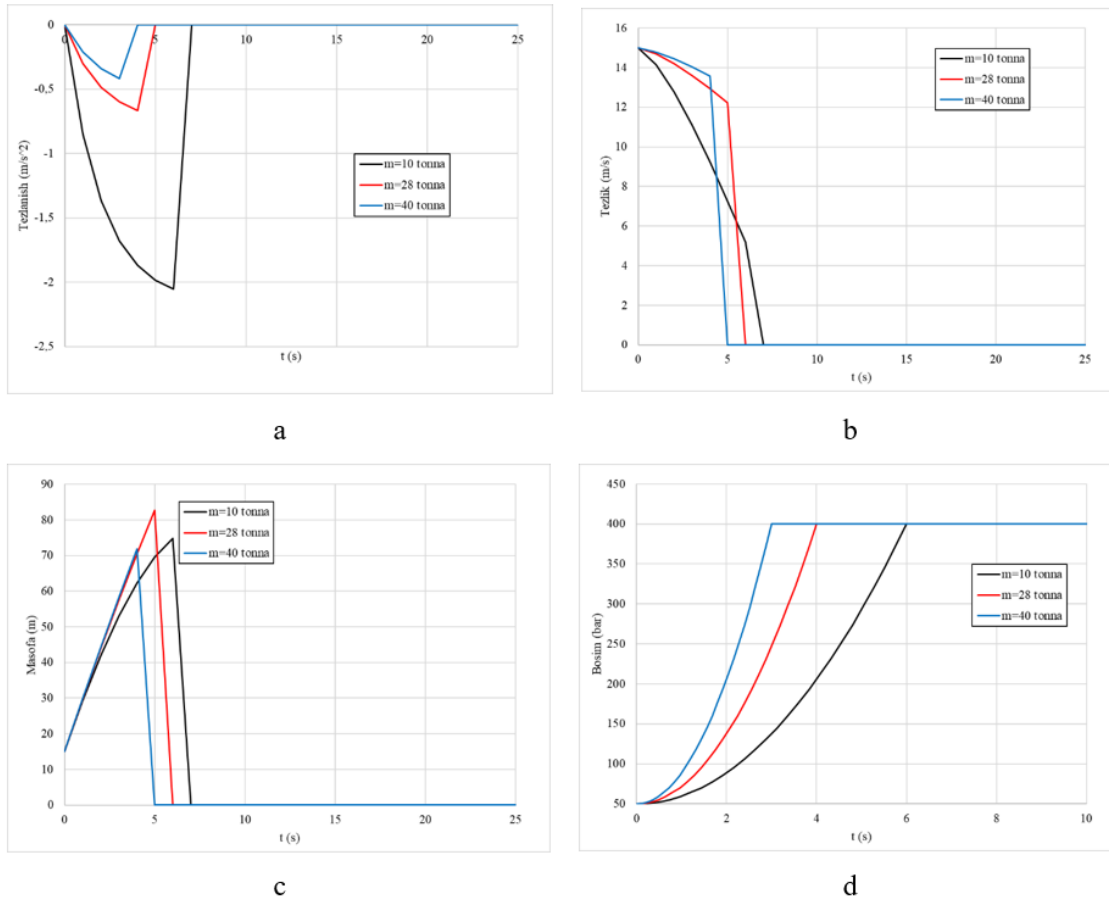 0
-0.5
-1
-1.5
-2
-2.5
0
5
10
15
20
25
Tezlanish (m/s^2)
t (s)
m=10 tonna
m=28 tonna
m=40 tonna
a
16
14
12
10
8
6
4
2
0
0
5
10
15
20
25
Tezlik (m/s)
t (s)
m=10 tonna
m=28 tonna
m=40 tonna
b
90
80
70
60
50
40
30
20
10
0
0
5
10
15
20
25
Masofa (m)
t (s)
m=10 tonna
m=28 tonna
m=40 tonna
c
450
400
350
300
250
200
150
100
50
0
2
4
6
8
10
Bosim (bar)
t (s)
m=10 tonna
m=28 tonna
m=40 tonna
d